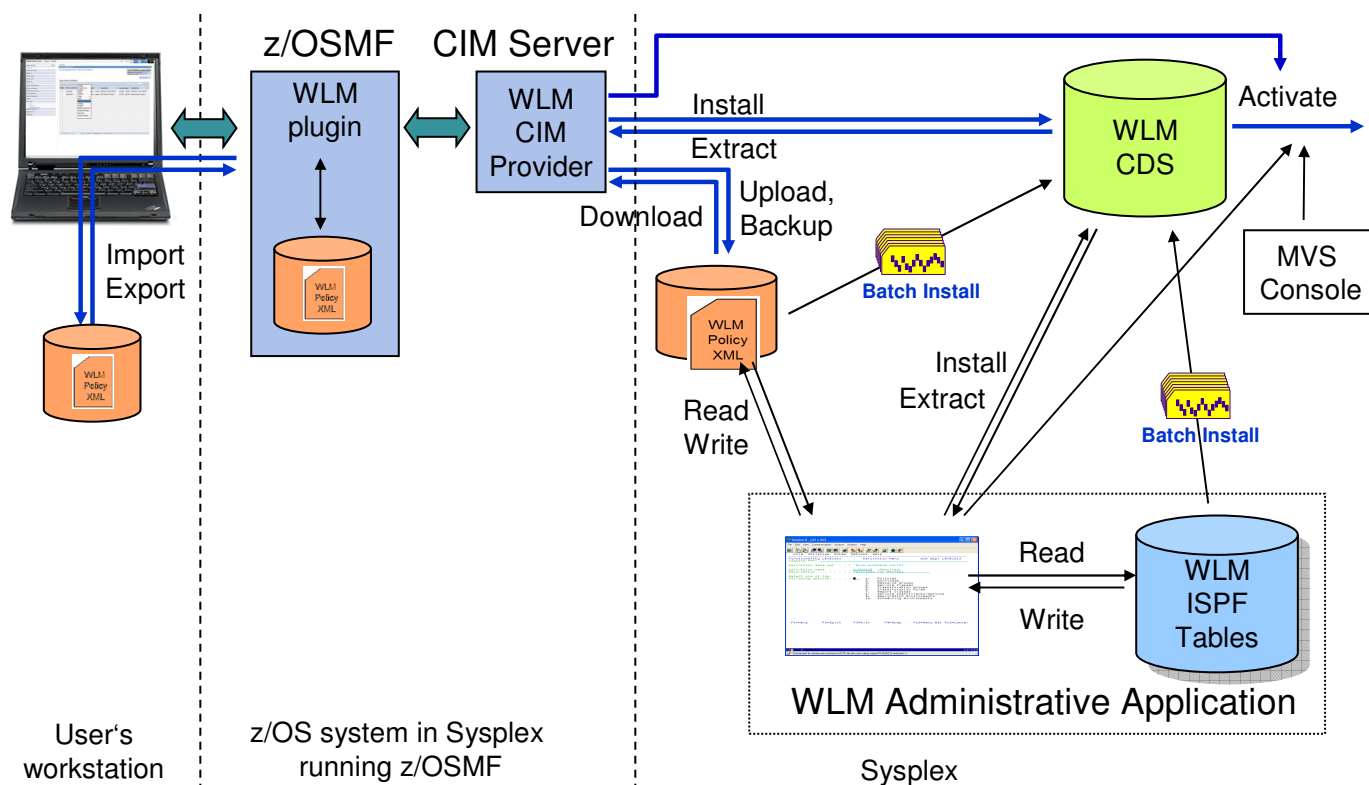 z/OSMF
CIM Server
WLM
plugin
WLM
CIM
Provider
Install
Extract
WLM
CDS
Activate
Download
Upload,
Backup
Import
Export
WLM
Policy
XML
WLM
Policy
XML
WLM
Policy
XML
Batch Install
MVS
Console
Install
Extract
Read
Write
Batch Install
Read
Write
WLM
ISPF
Tables
WLM Administrative Application
User‘s
workstation
z/OS system in Sysplex
running z/OSMF
Sysplex